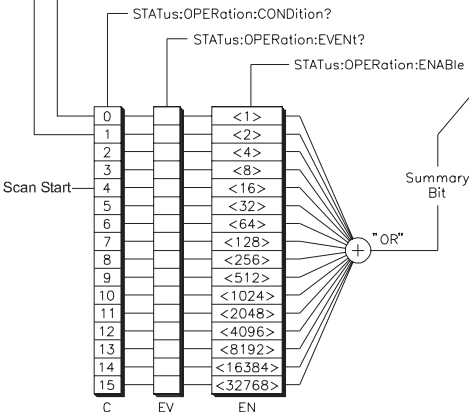 STATus:OPERation:CONDition?
STATus:OPERation:EVENt?
STATus:OPERation:ENABle
0 <1>
1 <2>
2 <4>
3 <8>
Scan Start 4 <16>
5 <32>
6 <64>
7 <128>
8 <256>
9 <512>
10 <1024>
11 <2048>
12 <4096>
13 <8192>
14 <16384>
15 <32768>
C EV EN
+ "OR"
Summary
Bit